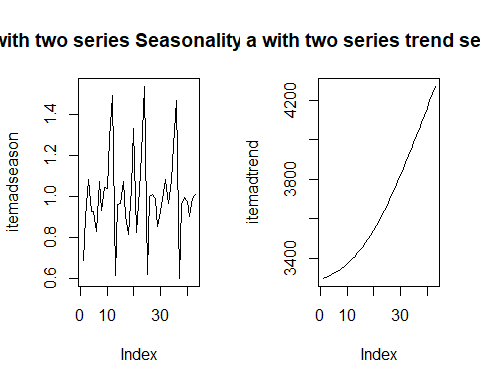 with two series Seasonality
a with two series trend se
itemadseason
0.6 0.8 1.0 1.2 1.4
0 10 30
Index
itemadtrend
3400 3800 4200
0 10 30
Index